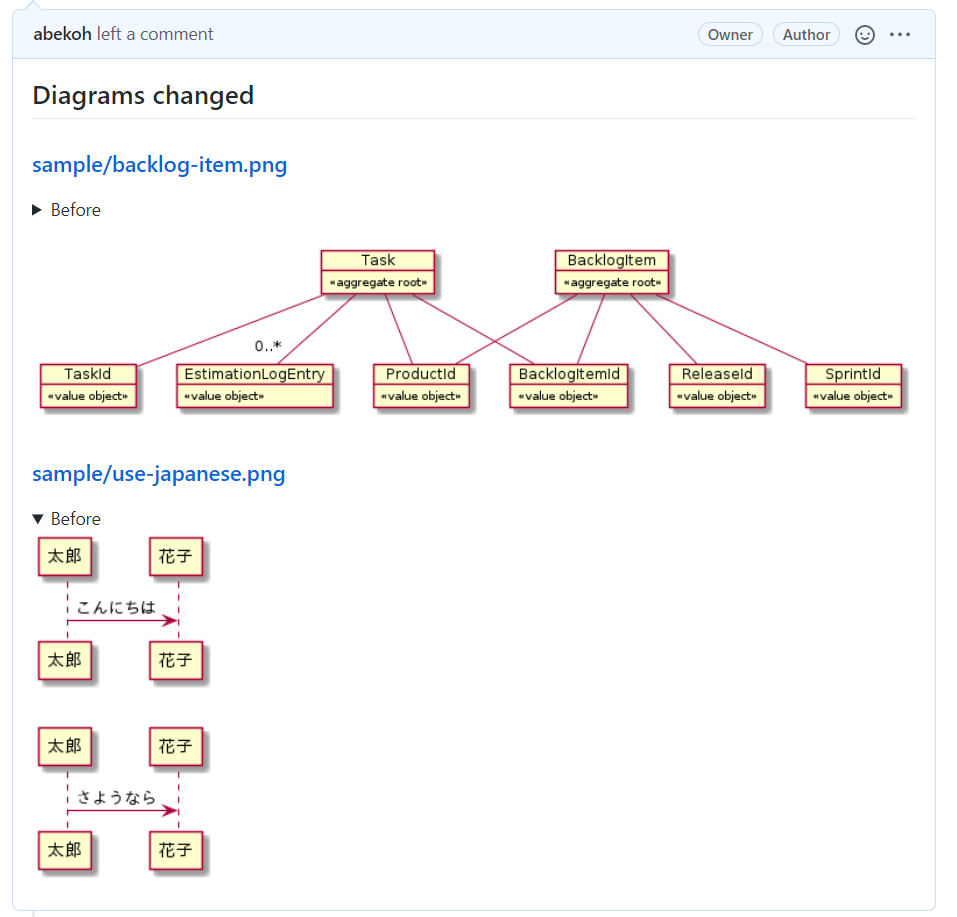 abekoh left a comment Owner Author
Diagrams changed
sample/backlog-item.png
Before
Task BacklogItem
«aggregate root» «aggregate root»
0..*
TaskId EstimationLogEntry ProductId BacklogItemId ReleaseId SprintId
«value object» «value object» «value object» «value object» «value object» «value object»
sample/use-japanese.png
Before
太郎 花子
こんにちは
太郎 花子
太郎 花子
さようなら
太郎 花子